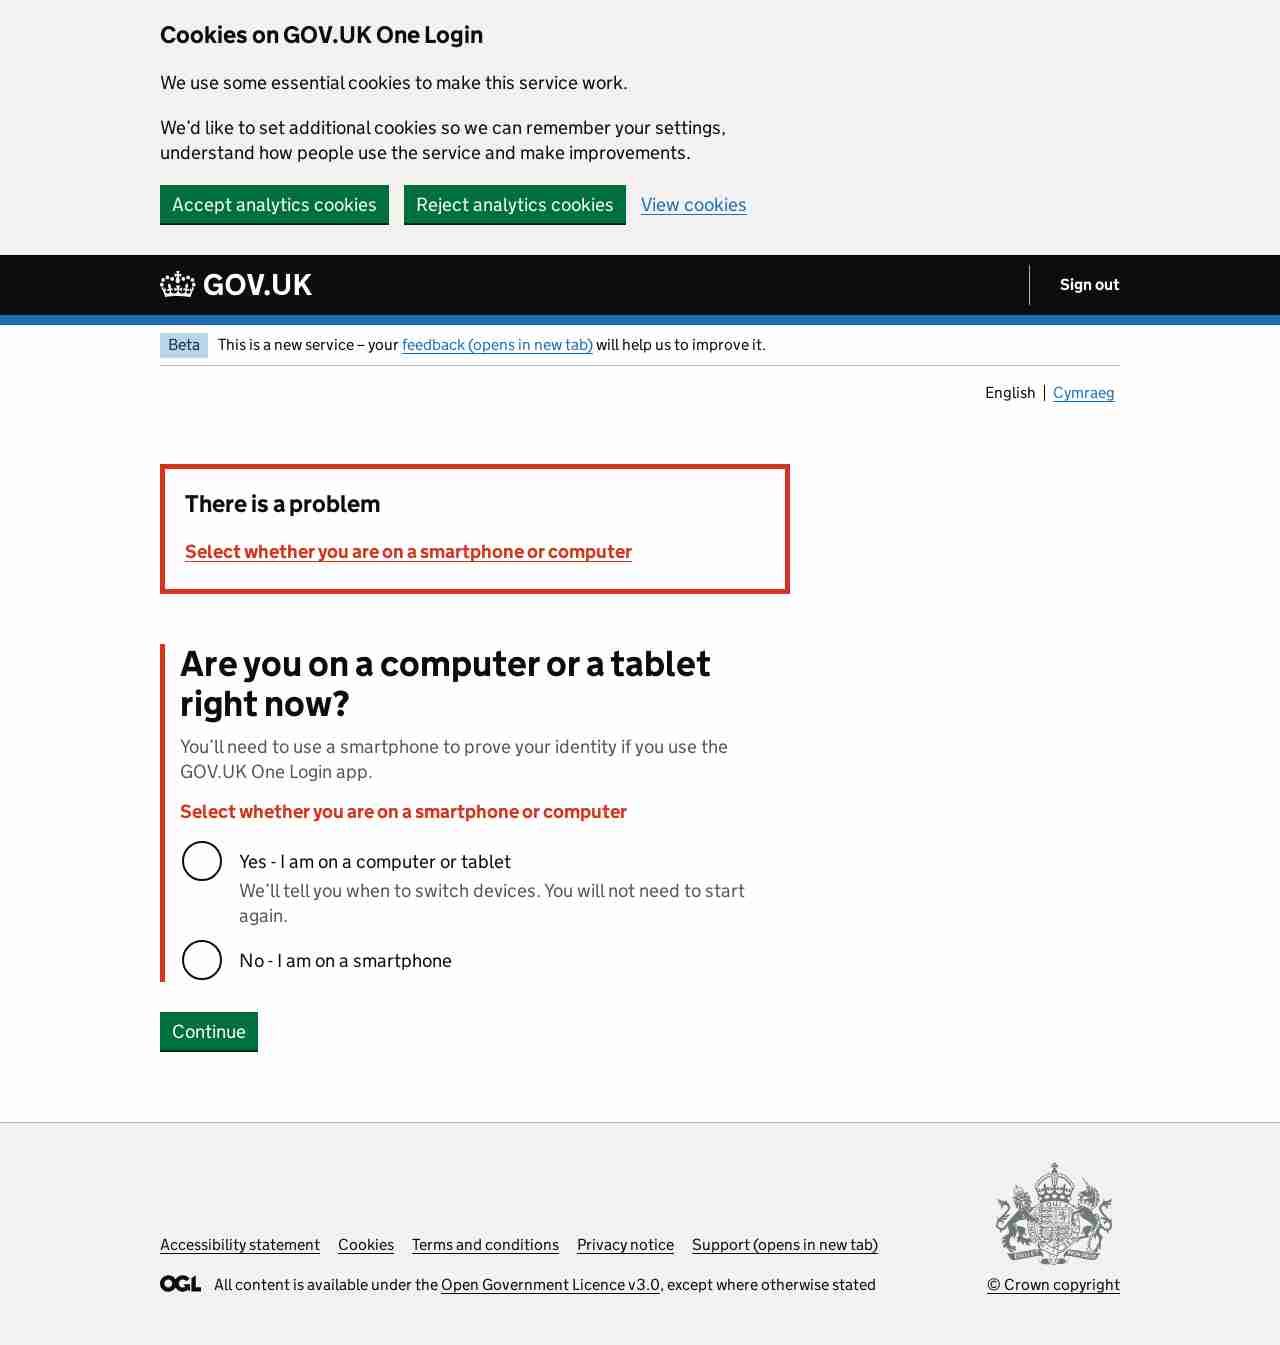 Cookies on GOV.UK One Login
We use some essential cookies to make this service work.
We’d like to set additional cookies so we can remember your settings,
understand how people use the service and make improvements.
Accept analytics cookies Reject analytics cookies View cookies
GOV.UK Sign out
Beta This is a new service – your feedback (opens in new tab) will help us to improve it.
English Cymraeg
There is a problem
Select whether you are on a smartphone or computer
Are you on a computer or a tablet
right now?
You’ll need to use a smartphone to prove your identity if you use the
GOV.UK One Login app.
Select whether you are on a smartphone or computer
Yes - I am on a computer or tablet
We’ll tell you when to switch devices. You will not need to start
again.
No - I am on a smartphone
Continue
Accessibility statement Cookies Terms and conditions Privacy notice Support (opens in new tab)
OGL All content is available under the Open Government Licence v3.0, except where otherwise stated
© Crown copyright